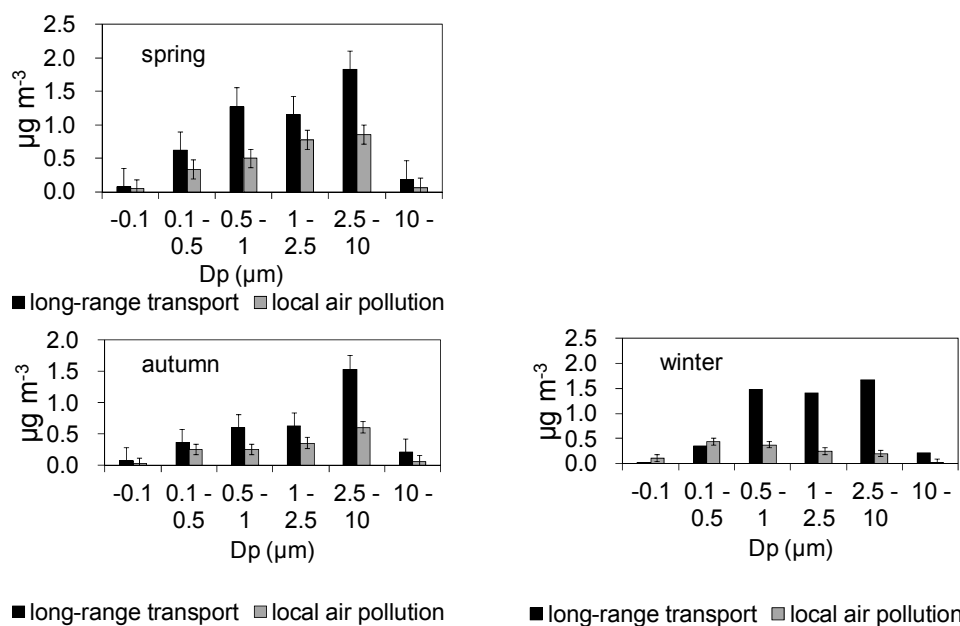 3.0
2.5
2.0
1.5
1.0
0.5
0.0
µg m-3
spring
-0.1 0.1 - 0.5 - 1 - 2.5 - 10 -
0.5 1 2.5 10
Dp (µm)
■ long-range transport ■ local air pollution
2.0
1.5
1.0
0.5
0.0
µg m-3
autumn
-0.1 0.1 - 0.5 - 1 - 2.5 - 10 -
0.5 1 2.5 10
Dp (µm)
■ long-range transport ■ local air pollution
2.5
2.0
1.5
1.0
0.5
0.0
µg m-3
winter
-0.1 0.1 - 0.5 - 1 - 2.5 - 10 -
0.5 1 2.5 10
Dp (µm)
■ long-range transport ■ local air pollution